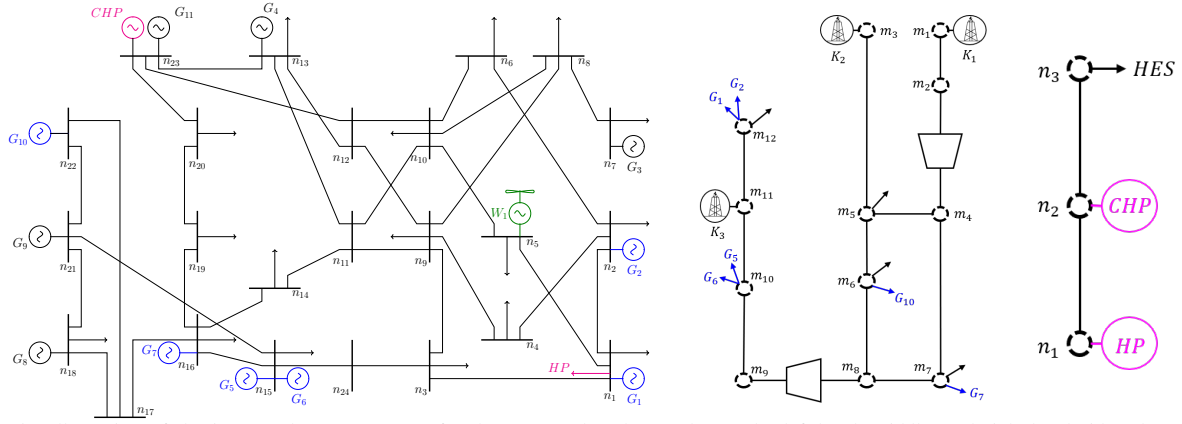 CHP
G₁₁
G₄
n₂₃
n₁₃
n₆
n₈
G₁₀
n₂₂
n₂₀
n₁₂
n₁₀
n₇
G₃
W₁
n₅
G₉
n₂₁
n₁₉
n₁₁
n₉
n₂
G₂
n₁₄
n₄
G₈
n₁₈
G₇
n₁₆
G₅
n₁₅
G₆
n₂₄
n₃
HP
n₁
G₁
n₁₇
K₂
m₃
m₁
K₁
m₂
G₁
G₂
m₁₂
m₁₁
K₃
m₅
m₄
G₅
G₆
m₁₀
m₆
G₁₀
m₉
m₈
m₇
G₇
n₃
HES
n₂
CHP
n₁
HP